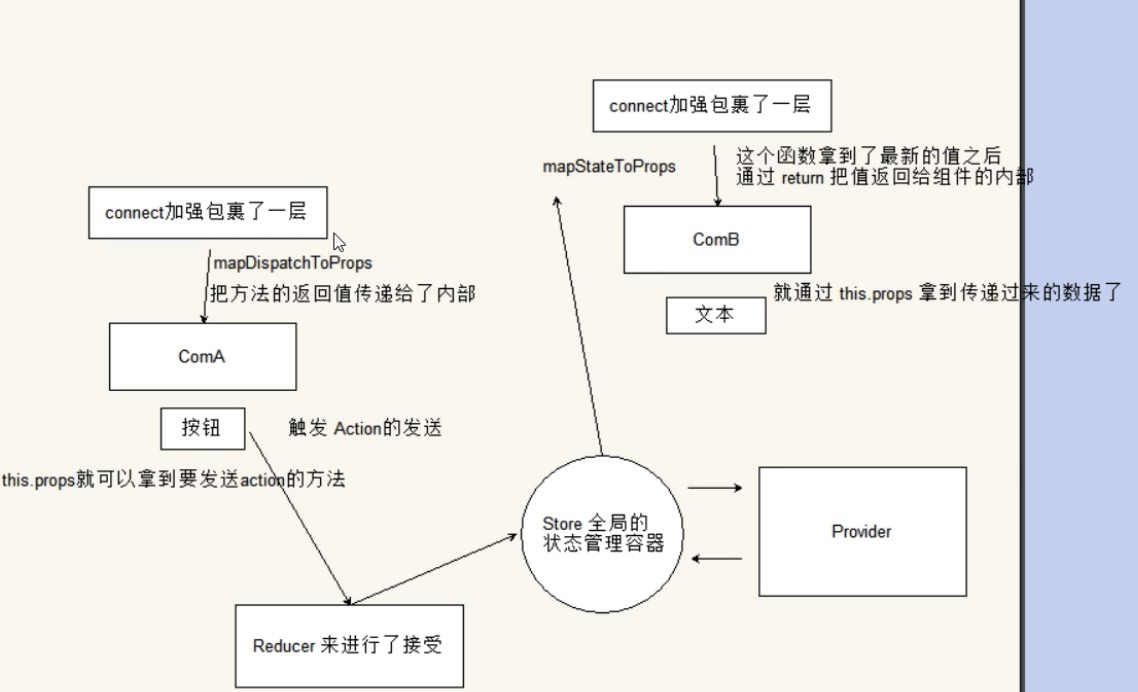 connect加强包裹了一层
mapStateToProps
这个函数拿到了最新的值之后
通过 return 把值返回给组件的内部
connect加强包裹了一层
ComB
mapDispatchToProps
把方法的返回值传递给了内部
就通过 this.props 拿到传递过来的数据了
文本
ComA
按钮
触发 Action的发送
this.props就可以拿到要发送action的方法
Store 全局的
状态管理容器
Provider
Reducer 来进行了接受